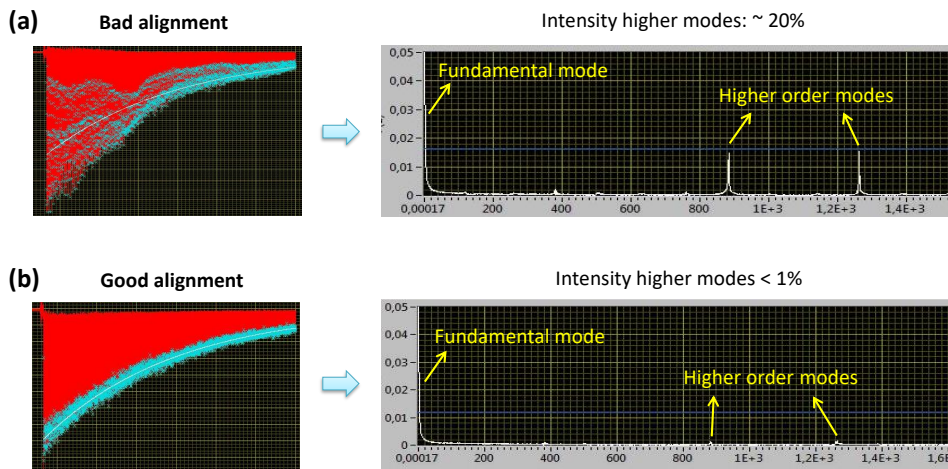 (a)
Bad alignment
Intensity higher modes: ~ 20%
0,05
0,04
0,03
0,02
0,01
0
Fundamental mode
Higher order modes
0,00017 200 400 600 800 1E+3 1,2E+3 1,4E+3
(b)
Good alignment
Intensity higher modes < 1%
0,05
0,04
0,03
0,02
0,01
0
Fundamental mode
Higher order modes
0,00017 200 400 600 800 1E+3 1,2E+3 1,4E+3